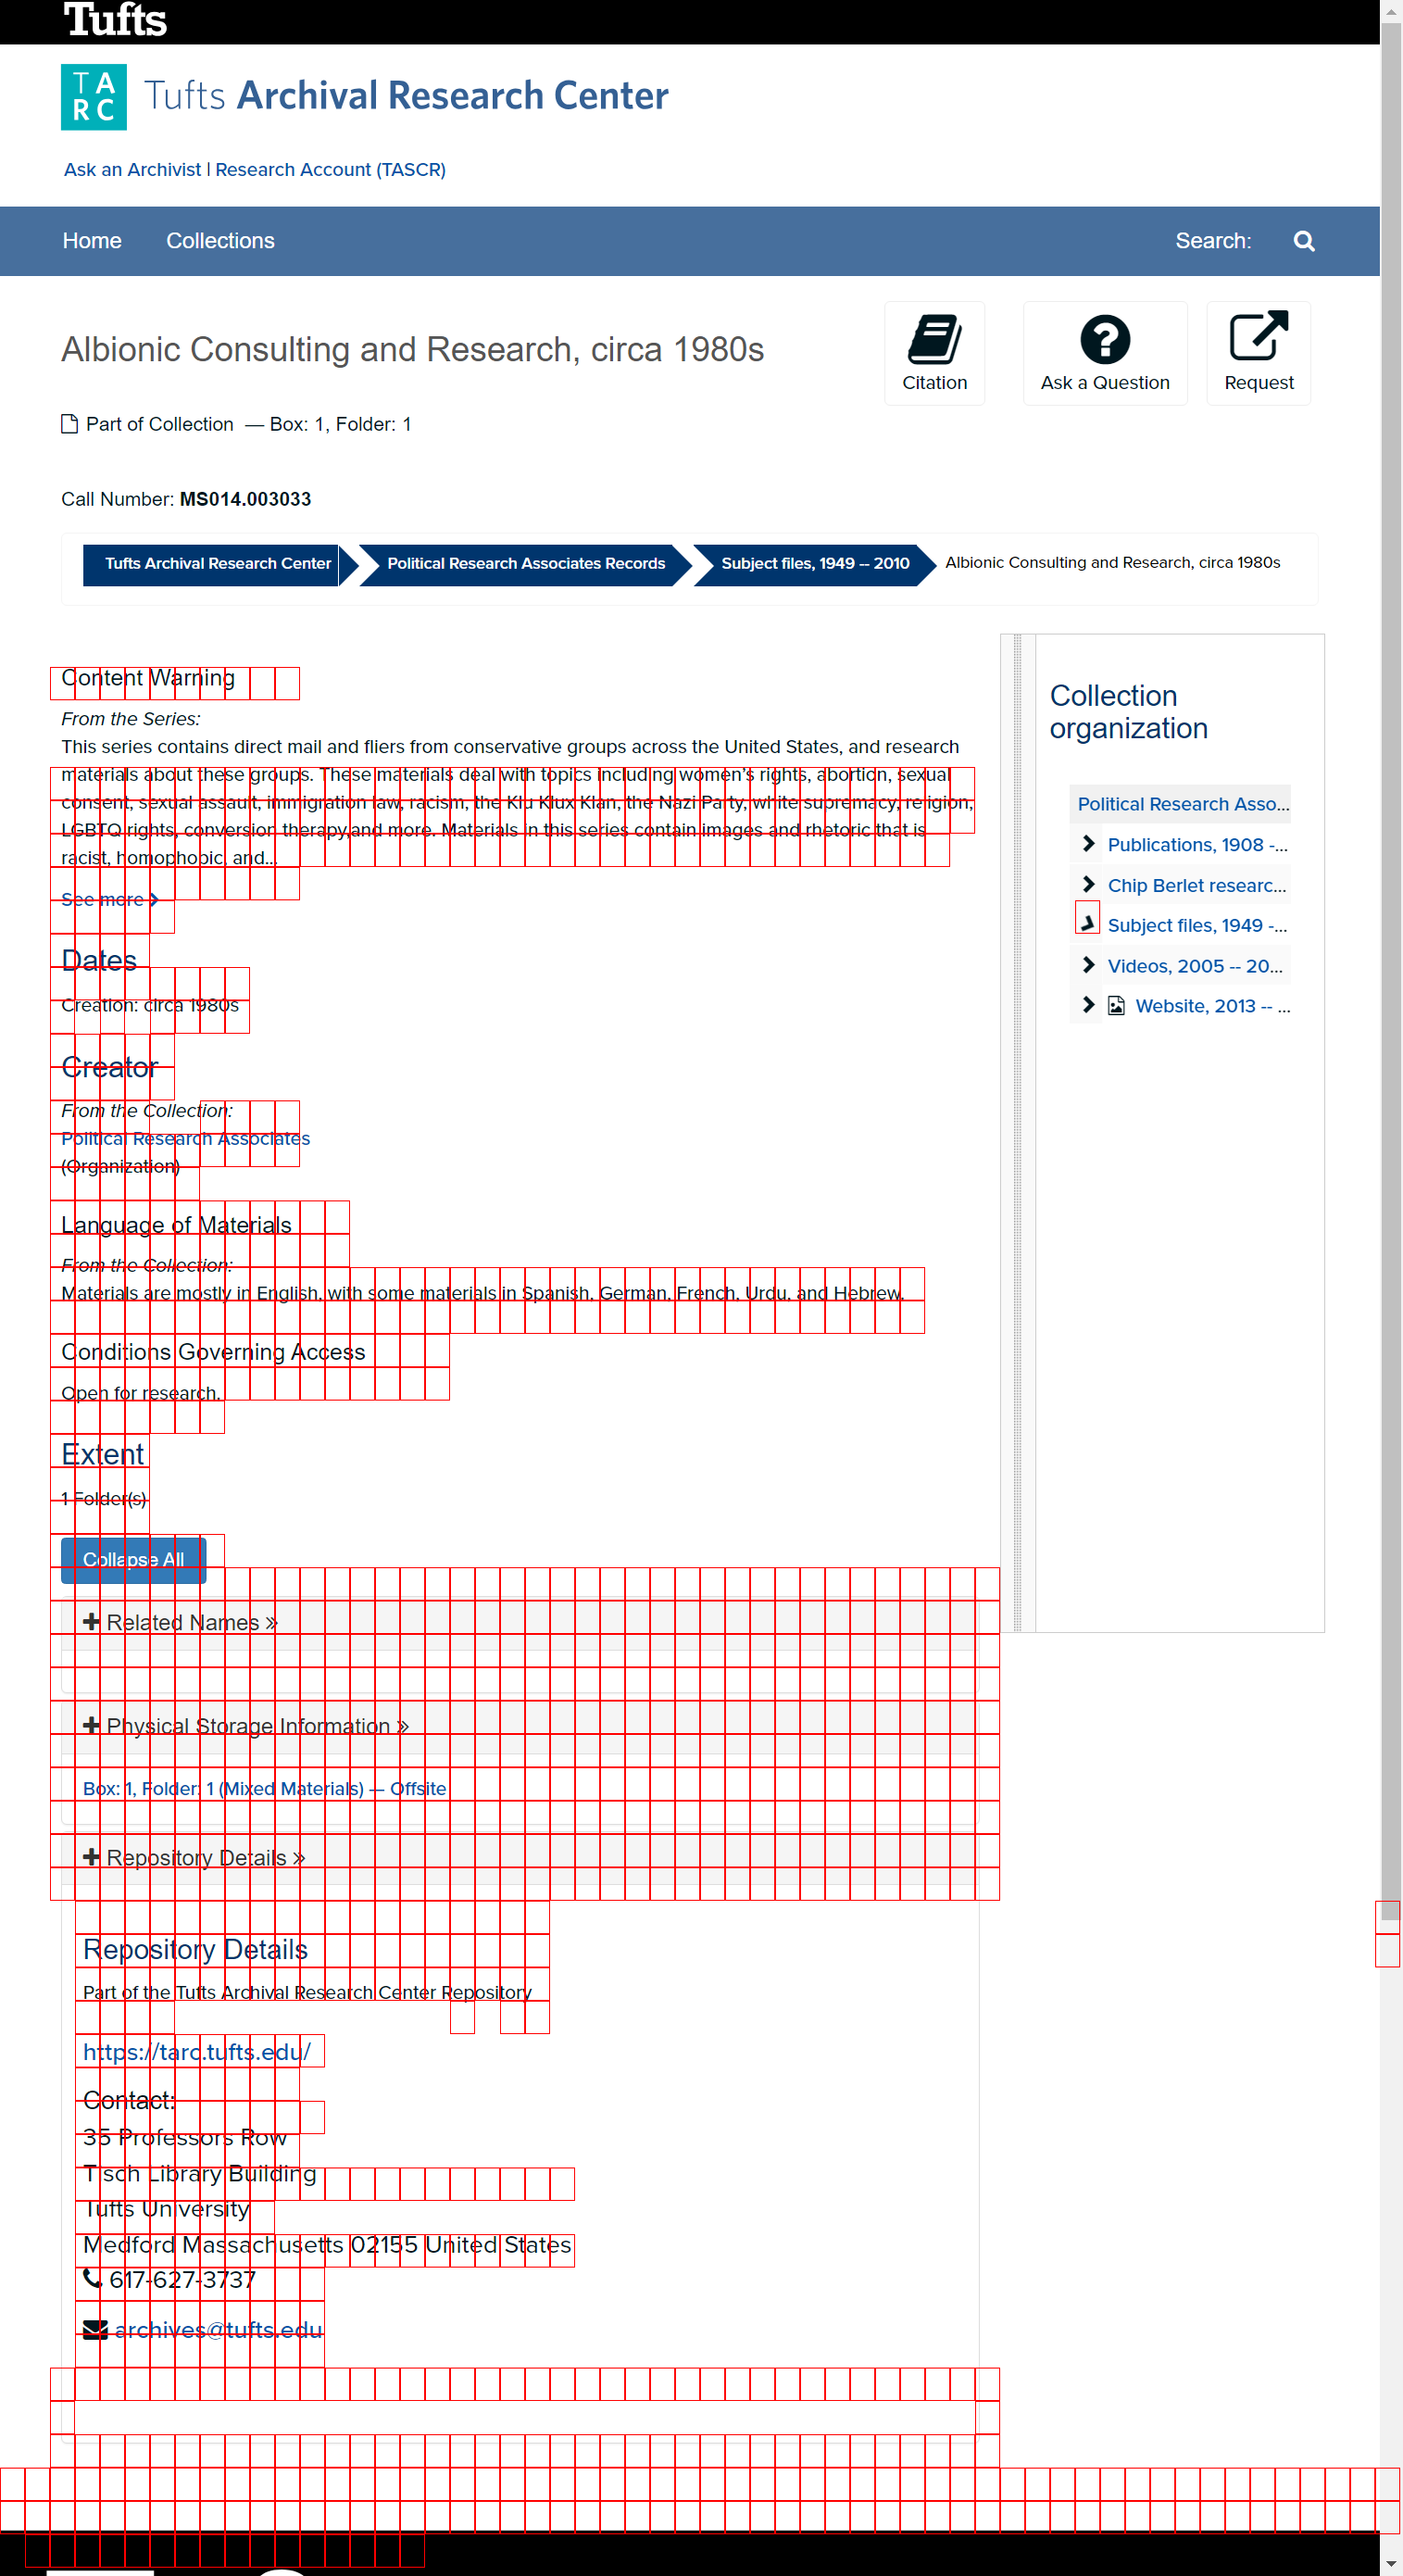 Tufts
TA
RC
Tufts Archival Research Center
Ask an Archivist | Research Account (TASCR)
Home Collections Search:
Albionic Consulting and Research, circa 1980s
Citation
Ask a Question
Request
Part of Collection — Box: 1, Folder: 1
Call Number: MS014.003033
Tufts Archival Research Center Political Research Associates Records Subject files, 1949 -- 2010 Albionic Consulting and Research, circa 1980s
Content Warning
From the Series:
This series contains direct mail and fliers from conservative groups across the United States, and research
materials about these groups. These materials deal with topics including women's rights, abortion, sexual
consent, sexual assault, immigration law, racism, the Klu Klux Klan, the Nazi Party, white supremacy, religion,
LGBTQ rights, conversion therapy,and more. Materials in this series contain images and rhetoric that is
racist, homophobic, and...
See more
Dates
Creation: circa 1980s
Creator
From the Collection:
Political Research Associates
(Organization)
Language of Materials
From the Collection:
Materials are mostly in English, with some materials in Spanish, German, French, Urdu, and Hebrew.
Conditions Governing Access
Open for research.
Extent
1 Folder(s)
Collapse All
Related Names »
Physical Storage Information »
Box: 1, Folder: 1 (Mixed Materials) — Offsite
Repository Details »
Repository Details
Part of the Tufts Archival Research Center Repository
https://tarc.tufts.edu/
Contact:
35 Professors Row
Tisch Library Building
Tufts University
Medford Massachusetts 02155 United States
617-627-3737
archives@tufts.edu
Collection
organization
Political Research Asso...
Publications, 1908 -...
Chip Berlet researc...
Subject files, 1949 -...
Videos, 2005 -- 20...
Website, 2013 -- ...